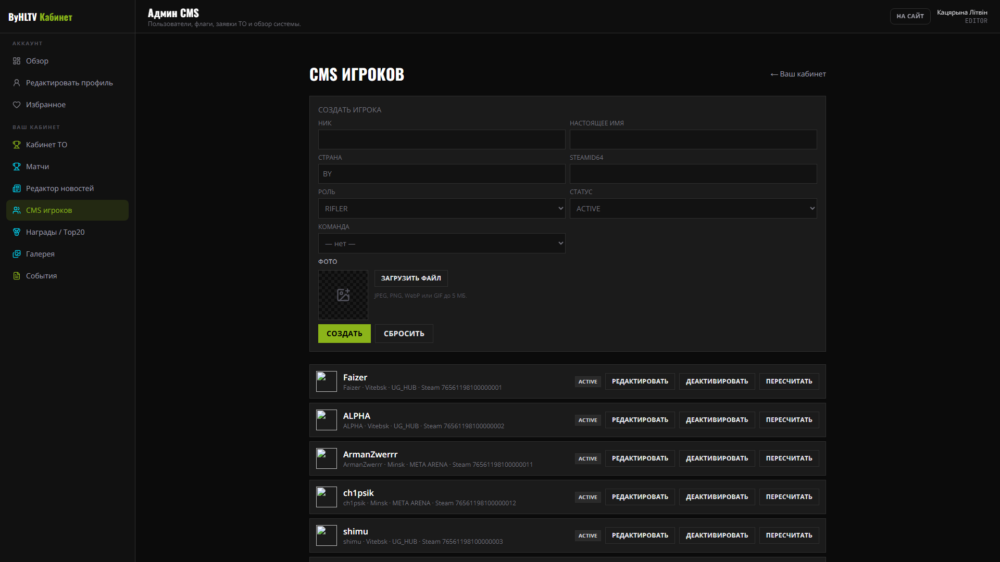 ByHLTV Кабинет
АККАУНТ
Обзор
Редактировать профиль
Избранное
ВАШ КАБИНЕТ
Кабинет ТО
Матчи
Редактор новостей
CMS игроков
Награды / Top20
Галерея
События
Админ CMS
Пользователи, флаги, заявки ТО и обзор системы.
НА САЙТ
Кацярына Літвін
EDITOR
CMS ИГРОКОВ
← Ваш кабинет
СОЗДАТЬ ИГРОКА
НИК
НАСТОЯЩЕЕ ИМЯ
СТРАНА
STEAMID64
BY
РОЛЬ
СТАТУС
RIFLER
ACTIVE
КОМАНДА
— нет —
ФОТО
ЗАГРУЗИТЬ ФАЙЛ
JPEG, PNG, WebP или GIF до 5 МБ.
СОЗДАТЬ
СБРОСИТЬ
Faizer
Faizer · Vitebsk · UG_HUB · Steam 76561198100000001
ACTIVE
РЕДАКТИРОВАТЬ
ДЕАКТИВИРОВАТЬ
ПЕРЕСЧИТАТЬ
ALPHA
ALPHA · Vitebsk · UG_HUB · Steam 76561198100000002
ACTIVE
РЕДАКТИРОВАТЬ
ДЕАКТИВИРОВАТЬ
ПЕРЕСЧИТАТЬ
ArmanZwerrr
ArmanZwerrr · Minsk · META ARENA · Steam 76561198100000011
ACTIVE
РЕДАКТИРОВАТЬ
ДЕАКТИВИРОВАТЬ
ПЕРЕСЧИТАТЬ
ch1psik
ch1psik · Minsk · META ARENA · Steam 76561198100000012
ACTIVE
РЕДАКТИРОВАТЬ
ДЕАКТИВИРОВАТЬ
ПЕРЕСЧИТАТЬ
shimu
shimu · Vitebsk · UG_HUB · Steam 76561198100000003
ACTIVE
РЕДАКТИРОВАТЬ
ДЕАКТИВИРОВАТЬ
ПЕРЕСЧИТАТЬ